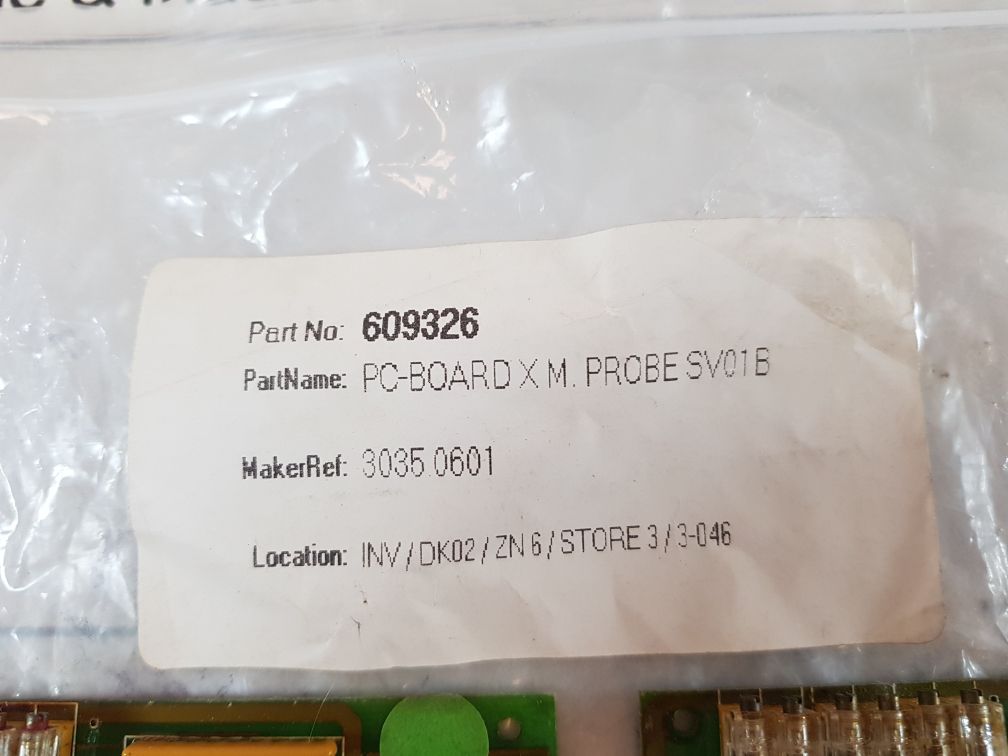 Part No: 609326
PartName: PC-BOARD X M. PROBE SV01B
MakerRef: 3035.0601
Location: INV / DK02 / ZN 6 / STORE 3 / 3-046